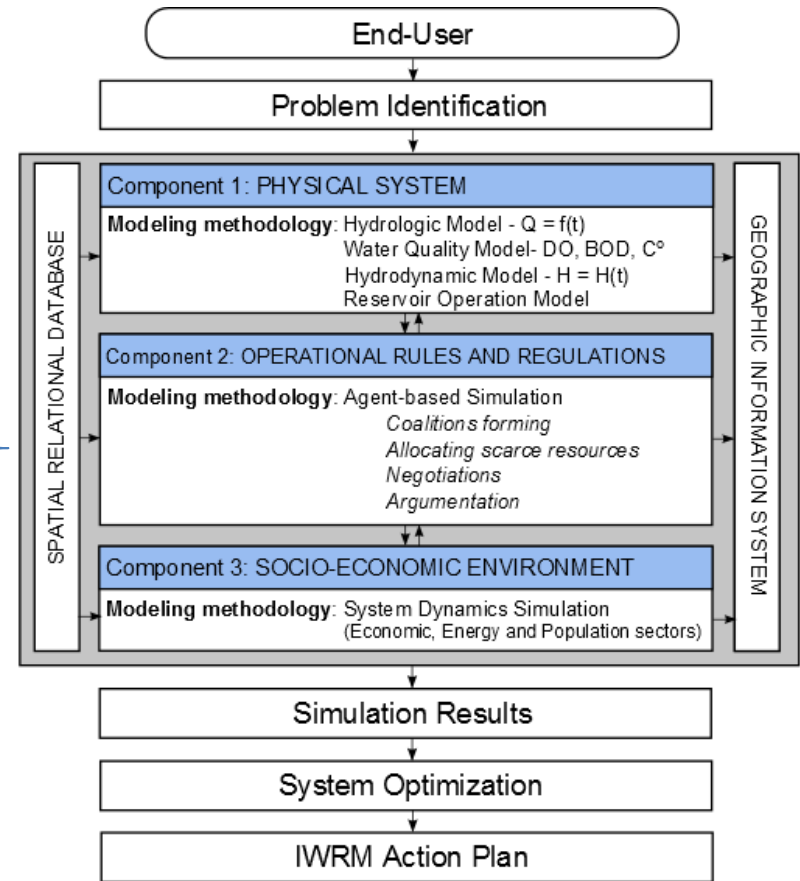 End-User
Problem Identification
SPATIAL RELATIONAL DATABASE
Component 1: PHYSICAL SYSTEM
Modeling methodology: Hydrologic Model - Q = f(t)
Water Quality Model- DO, BOD, Cº
Hydrodynamic Model - H = H(t)
Reservoir Operation Model
Component 2: OPERATIONAL RULES AND REGULATIONS
Modeling methodology: Agent-based Simulation
Coalitions forming
Allocating scarce resources
Negotiations
Argumentation
Component 3: SOCIO-ECONOMIC ENVIRONMENT
Modeling methodology: System Dynamics Simulation
(Economic, Energy and Population sectors)
GEOGRAPHIC INFORMATION SYSTEM
Simulation Results
System Optimization
IWRM Action Plan